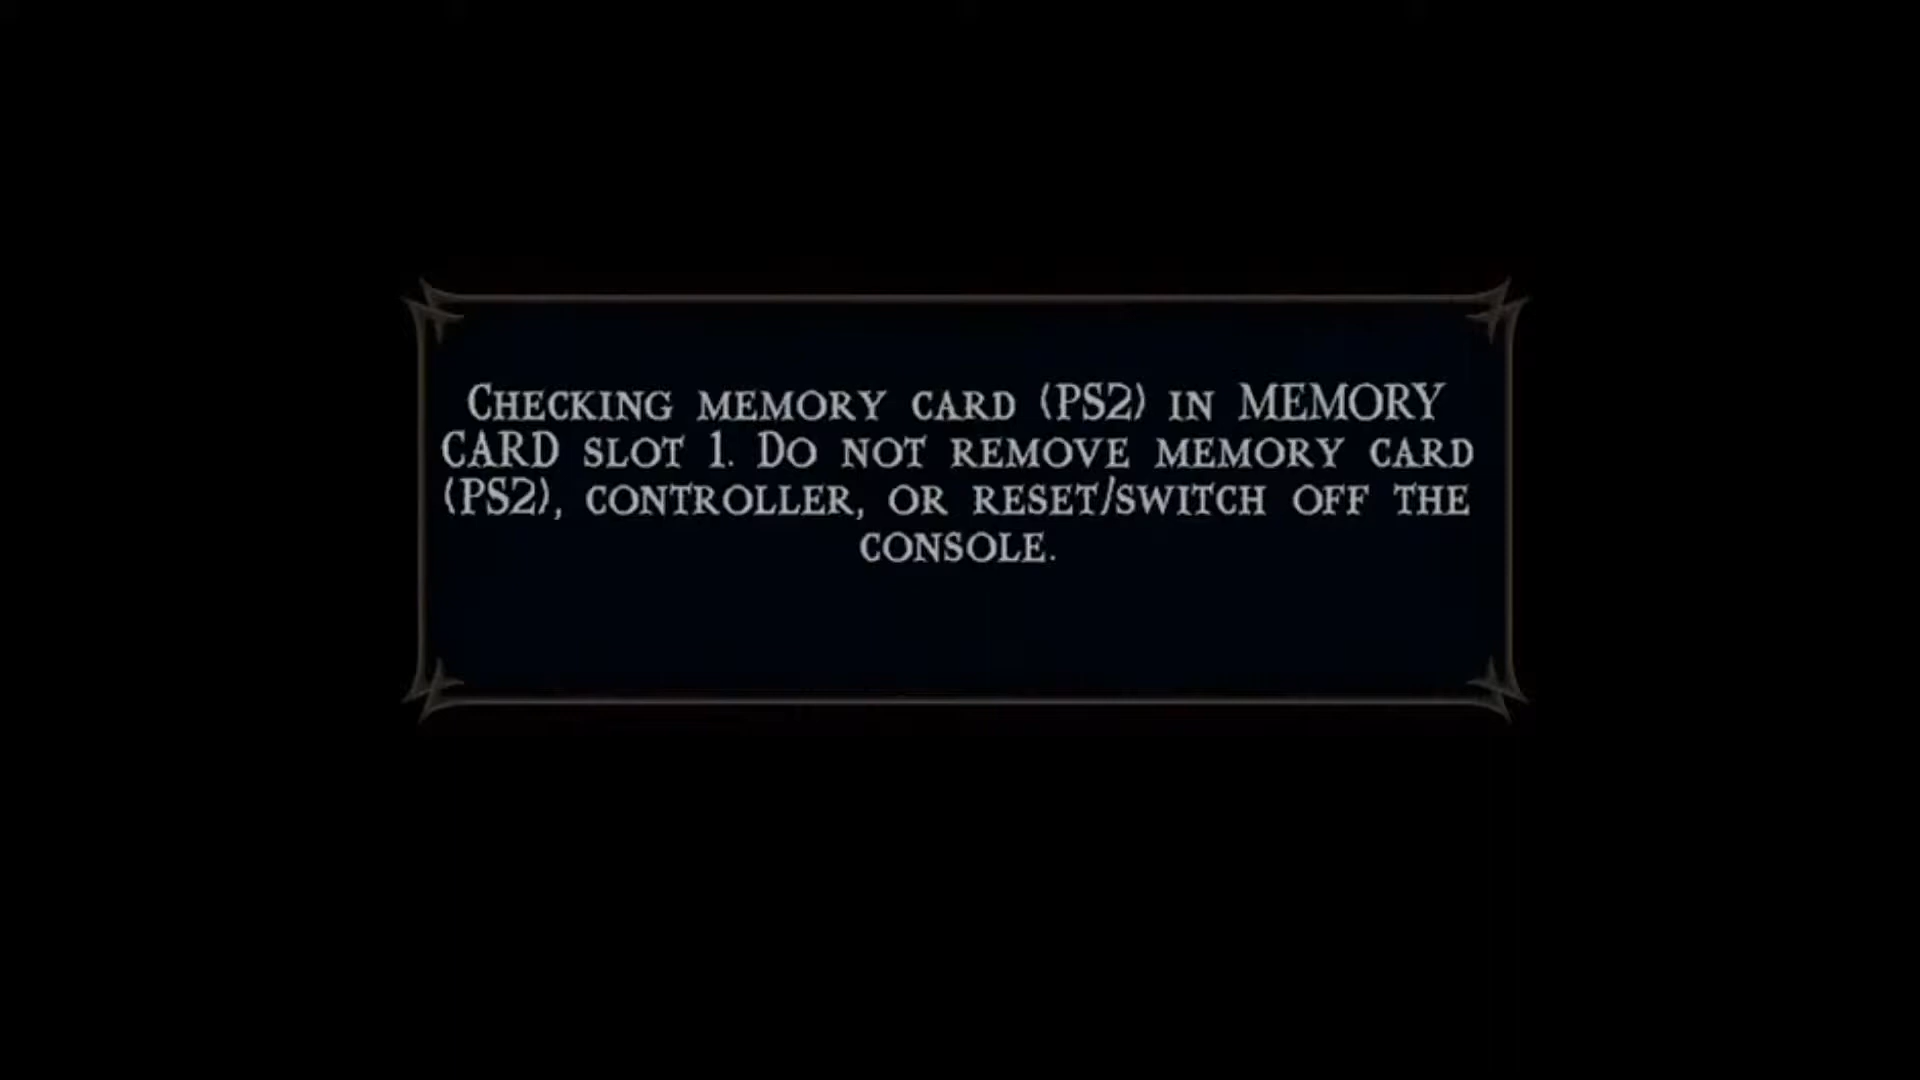 Checking memory card (PS2) in MEMORY
CARD slot 1. Do not remove memory card
(PS2), controller, or reset/switch off the
console.